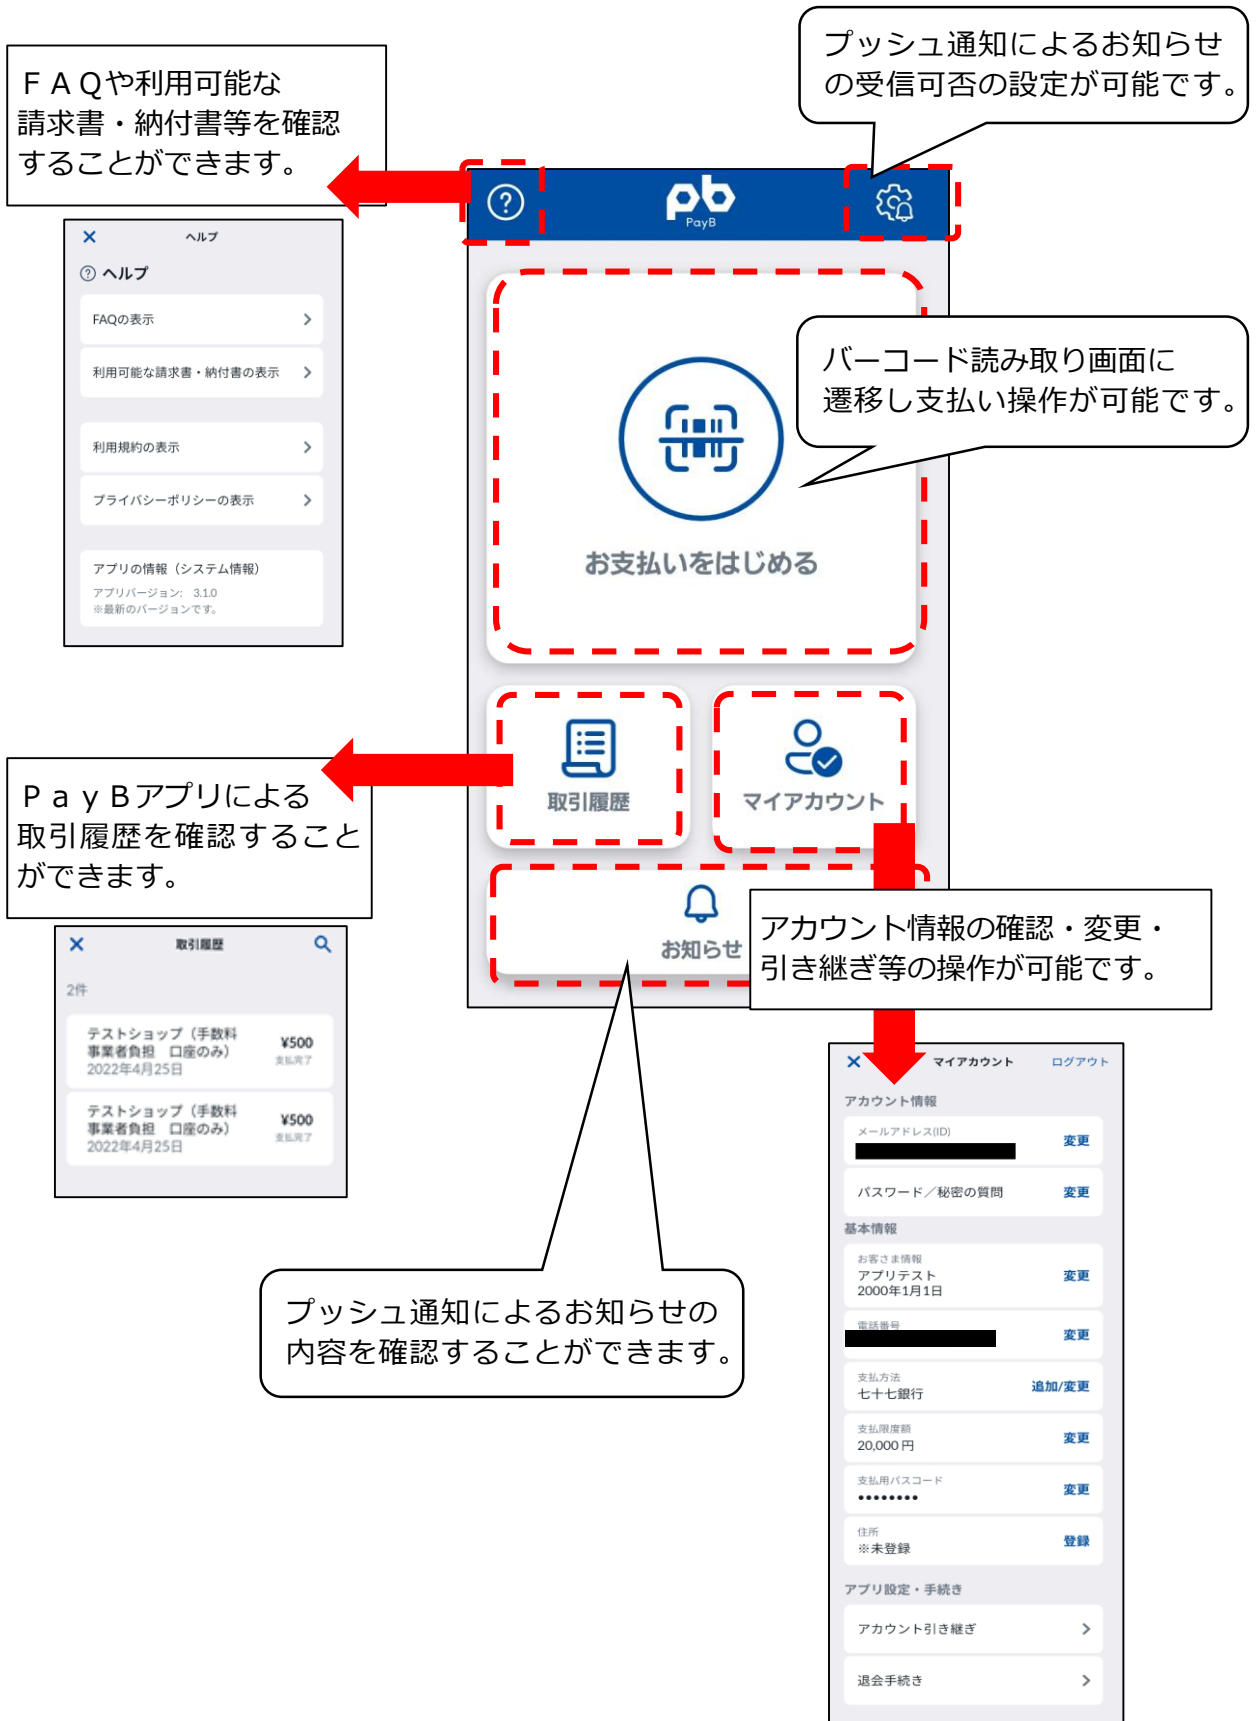 プッシュ通知によるお知らせ
の受信可否の設定が可能です。
ＦＡＱや利用可能な
請求書・納付書等を確認
することができます。
?
pb
PayB
ヘルプ
? ヘルプ
FAQの表示
利用可能な請求書・納付書の表示
利用規約の表示
プライバシーポリシーの表示
アプリの情報（システム情報）
アプリバージョン: 3.1.0
※最新のバージョンです。
バーコード読み取り画面に
遷移し支払い操作が可能です。
お支払いをはじめる
取引履歴
マイアカウント
お知らせ
ＰａｙＢアプリによる
取引履歴を確認すること
ができます。
取引履歴
2件
テストショップ（手数料
事業者負担　口座のみ）
2022年4月25日
¥500
支払完了
テストショップ（手数料
事業者負担　口座のみ）
2022年4月25日
¥500
支払完了
アカウント情報の確認・変更・
引き継ぎ等の操作が可能です。
プッシュ通知によるお知らせの
内容を確認することができます。
マイアカウント
ログアウト
アカウント情報
メールアドレス(ID)
変更
パスワード／秘密の質問
変更
基本情報
お客さま情報
アプリテスト
2000年1月1日
変更
電話番号
変更
支払方法
七十七銀行
追加/変更
支払限度額
20,000 円
変更
支払用パスコード
••••••••
変更
住所
※未登録
登録
アプリ設定・手続き
アカウント引き継ぎ
退会手続き